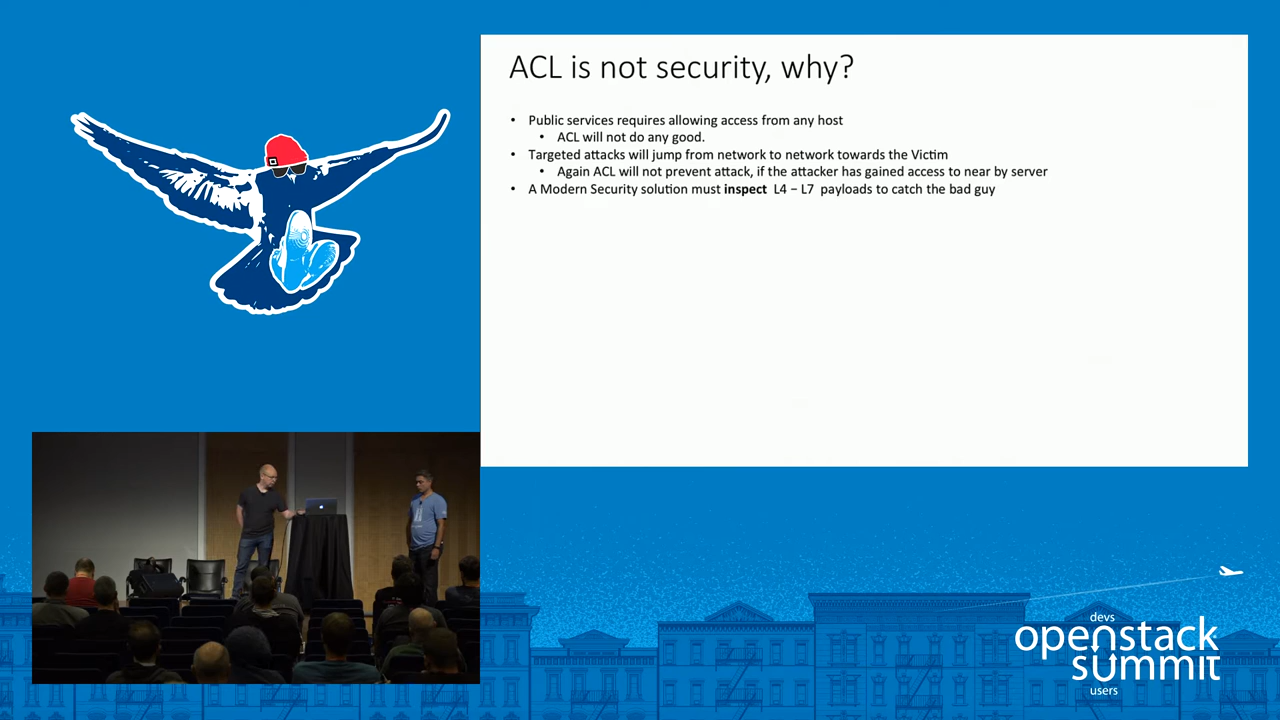 ACL is not security, why?
• Public services requires allowing access from any host
• ACL will not do any good.
• Targeted attacks will jump from network to network towards the Victim
• Again ACL will not prevent attack, if the attacker has gained access to near by server
• A Modern Security solution must inspect L4 – L7 payloads to catch the bad guy
devs
openstack
summit
users